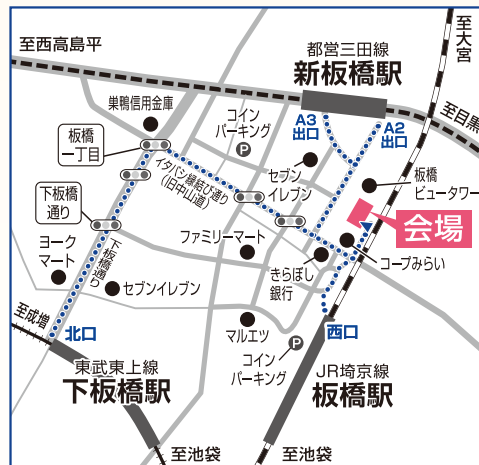 至大宮
至西高島平
都営三田線
新板橋駅
巣鴨信用金庫
コイン
パーキング
P
A3
出口
A2
出口
至目黒
板橋
一丁目
セブン
イレブン
板橋
ビュータワー
イタバシ縁結び通り
(旧中山道)
下板橋
通り
会場
ヨーク
マート
下板橋通り
ファミリーマート
コープみらい
きらぼし
銀行
セブンイレブン
至成増
北口
マルエツ
西口
コイン
パーキング
P
東武東上線
下板橋駅
JR埼京線
板橋駅
至池袋
至池袋